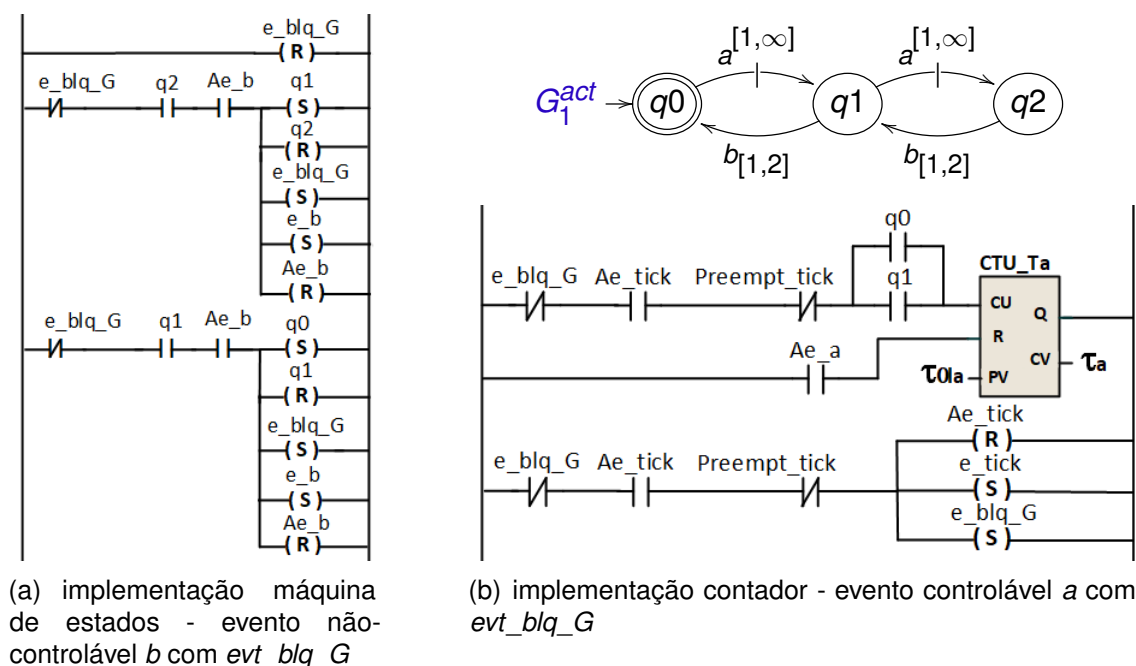 e_blq_G
( R )
e_blq_G q2 Ae_b q1
( S )
q2
( R )
e_blq_G
( S )
e_b
( S )
Ae_b
( R )
e_blq_G q1 Ae_b q0
( S )
q1
( R )
e_blq_G
( S )
e_b
( S )
Ae_b
( R )
(a) implementação máquina
de estados - evento não-
controlável b com evt_blq_G
a[1,∞] a[1,∞]
G1act q0 q1 q2
b[1,2] b[1,2]
q0
e_blq_G Ae_tick Preempt_tick q1 CTU_Ta
CU Q
Ae_a R
CV τa
τ0la PV
Ae_tick
( R )
e_blq_G Ae_tick Preempt_tick e_tick
( S )
e_blq_G
( S )
(b) implementação contador - evento controlável a com
evt_blq_G